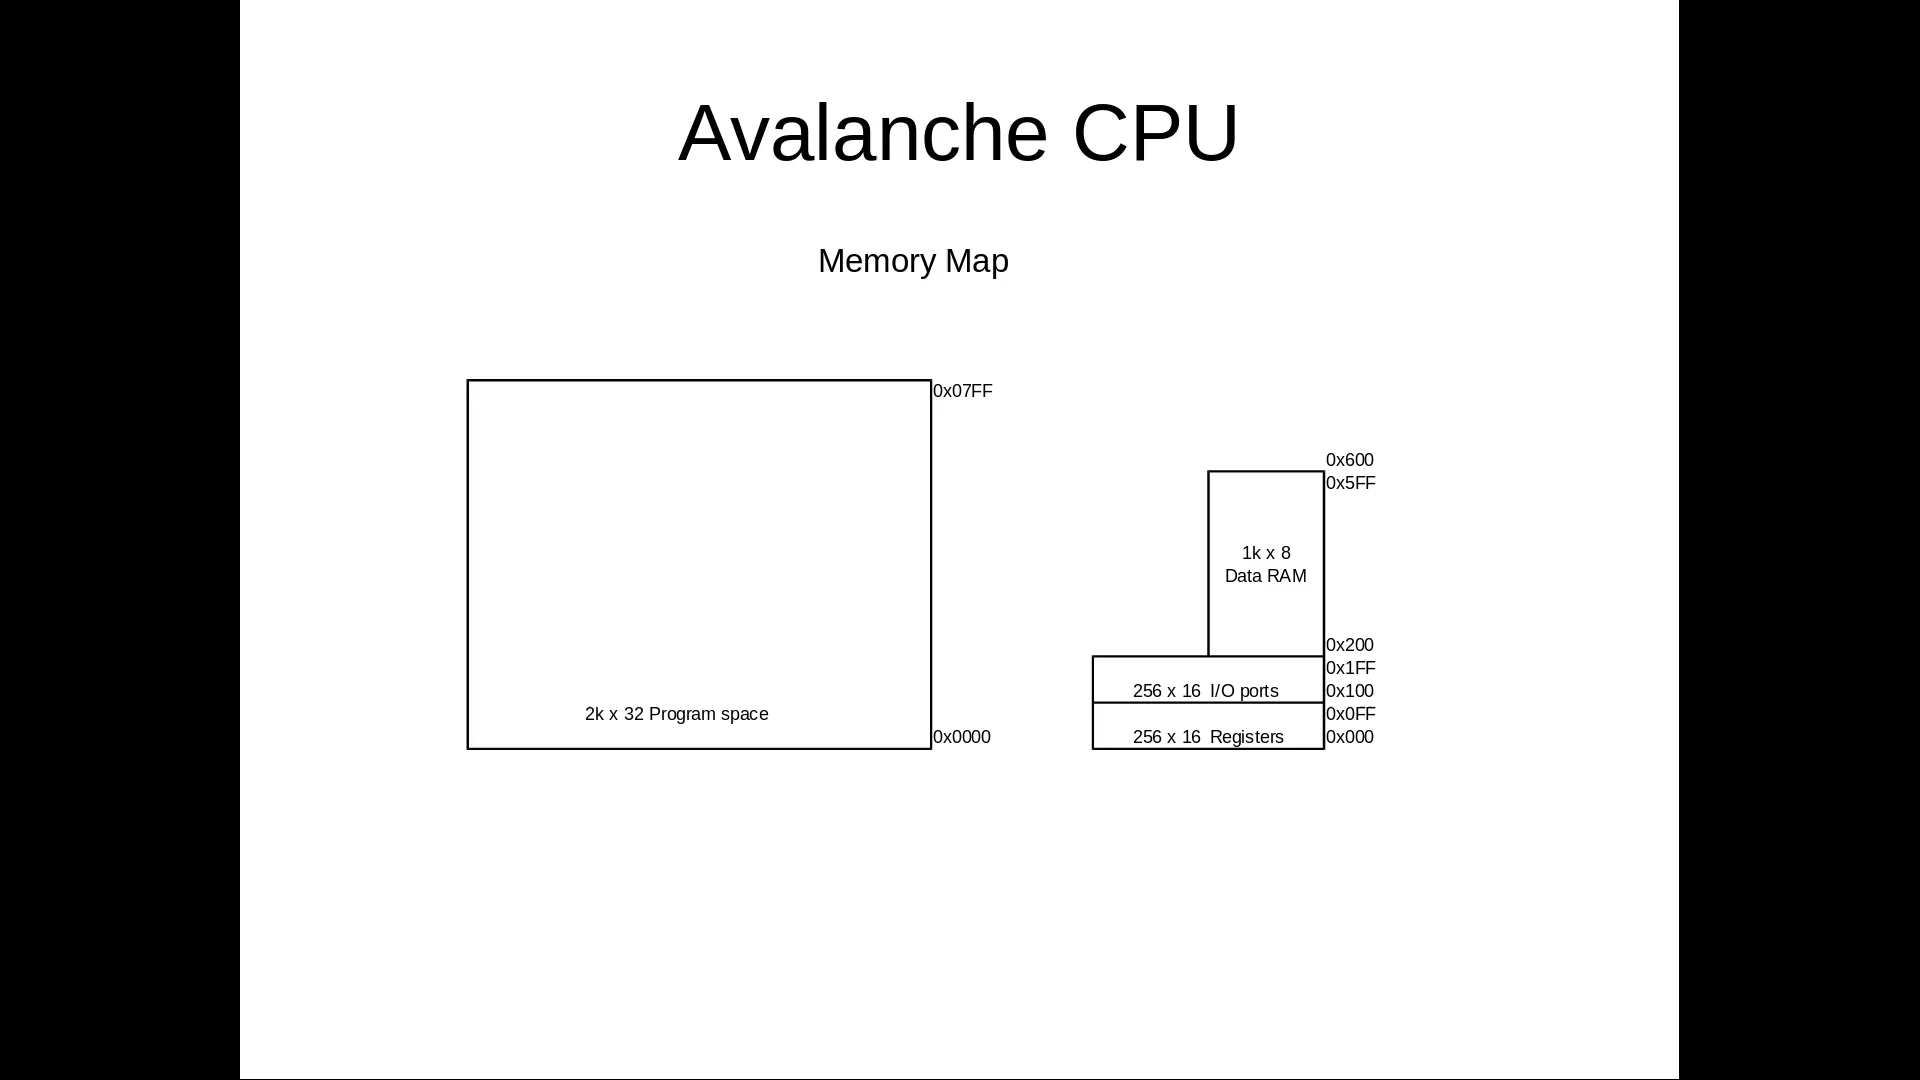 Avalanche CPU
Memory Map
0x07FF
2k x 32 Program space
0x0000
0x600
0x5FF
1k x 8
Data RAM
0x200
0x1FF
256 x 16  I/O ports
0x100
0x0FF
256 x 16  Registers
0x000